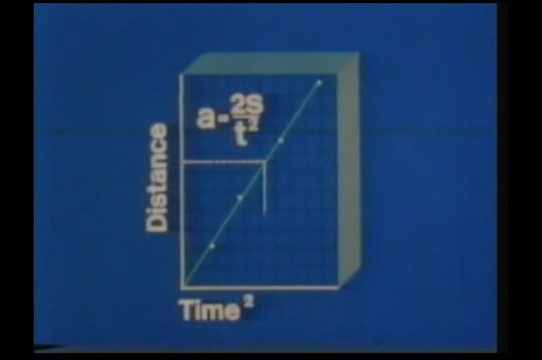 a = 2S/t²
Distance
Time²